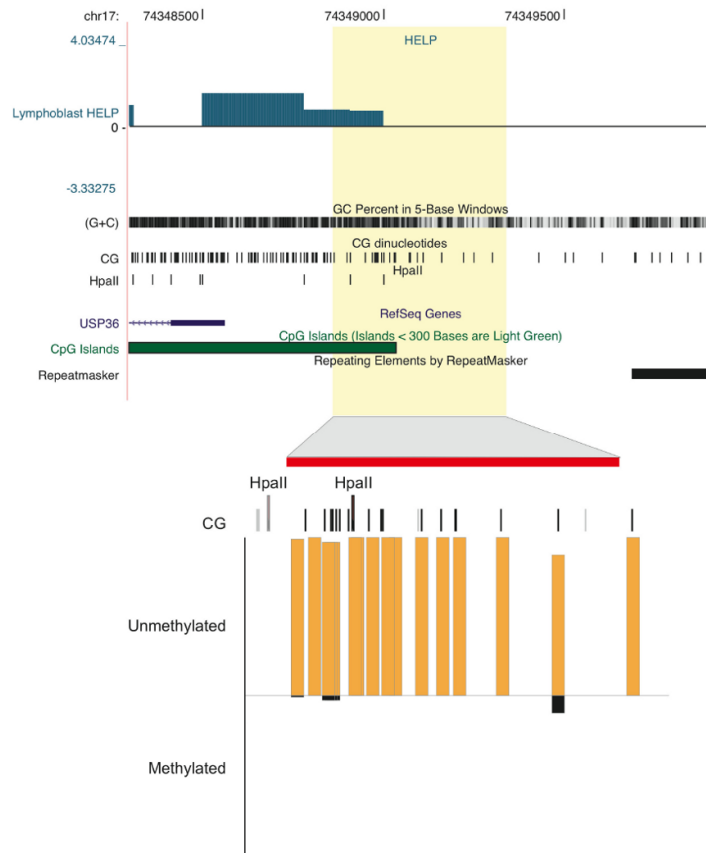 chr17: 74348500 74349000 74349500
4.03474 _ HELP
Lymphoblast HELP
0 -
-3.33275
GC Percent in 5-Base Windows
(G+C)
CG dinucleotides
CG
HpaII
HpaII
RefSeq Genes
USP36
CpG Islands (Islands < 300 Bases are Light Green)
CpG Islands
Repeating Elements by RepeatMasker
Repeatmasker
HpaII HpaII
CG
Unmethylated
Methylated